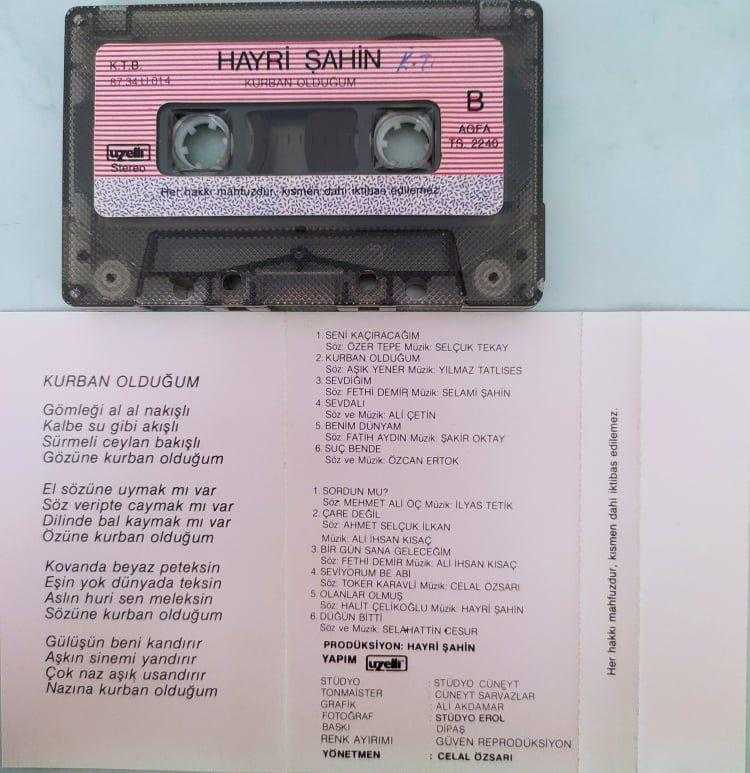 K.T.B.
87.34.Ü.014
HAYRİ ŞAHİN
K.T.
KURBAN OLDUĞUM
B
AGFA
T.S. 2240
uzelli
Stereo
Her hakkı mahfuzdur, kısmen dahi iktibas edilemez.
KURBAN OLDUĞUM
Gömleği al al nakışlı
Kalbe su gibi akışlı
Sürmeli ceylan bakışlı
Gözüne kurban olduğum
El sözüne uymak mı var
Söz veripte caymak mı var
Dilinde bal kaymak mı var
Özüne kurban olduğum
Kovanda beyaz peteksin
Eşin yok dünyada teksin
Aslın huri sen meleksin
Sözüne kurban olduğum
Gülüşün beni kandırır
Aşkın sinemi yandırır
Çok naz aşık usandırır
Nazına kurban olduğum
1. SENİ KAÇIRACAĞIM
Söz: ÖZER TEPE Müzik: SELÇUK TEKAY
2. KURBAN OLDUĞUM
Söz: AŞIK YENER Müzik: YILMAZ TATLISES
3. SEVDİĞİM
Söz: FETHİ DEMİR Müzik: SELAMİ ŞAHİN
4. SEVDALI
Söz ve Müzik: ALİ ÇETİN
5. BENİM DÜNYAM
Söz: FATİH AYDIN Müzik: ŞAKİR OKTAY
6. SUÇ BENDE
Söz ve Müzik: ÖZCAN ERTOK
1. SORDUN MU?
Söz: MEHMET ALİ ÖÇ Müzik: İLYAS TETİK
2. ÇARE DEĞİL
Söz: AHMET SELÇUK İLKAN
Müzik: ALİ İHSAN KISAÇ
3. BİR GÜN SANA GELECEĞİM
Söz: FETHİ DEMİR Müzik: ALİ İHSAN KISAÇ
4. SEVİYORUM BE ABİ
Söz: TOKER KARAVLİ Müzik: CELAL ÖZSARI
5. OLANLAR OLMUŞ
Söz: HALİT ÇELİKOĞLU Müzik: HAYRİ ŞAHİN
6. DÜĞÜN BİTTİ
Söz ve Müzik: SELAHATTİN CESUR
PRODÜKSİYON: HAYRİ ŞAHİN
YAPIM uzelli
STÜDYO : STÜDYO CÜNEYT
TONMAİSTER : CÜNEYT SARVAZLAR
GRAFİK : ALİ AKDAMAR
FOTOĞRAF : STÜDYO EROL
BASKI : DİPAŞ
RENK AYIRIMI : GÜVEN REPRODÜKSİYON
YÖNETMEN : CELAL ÖZSARI
Her hakkı mahfuzdur, kısmen dahi iktibas edilemez.